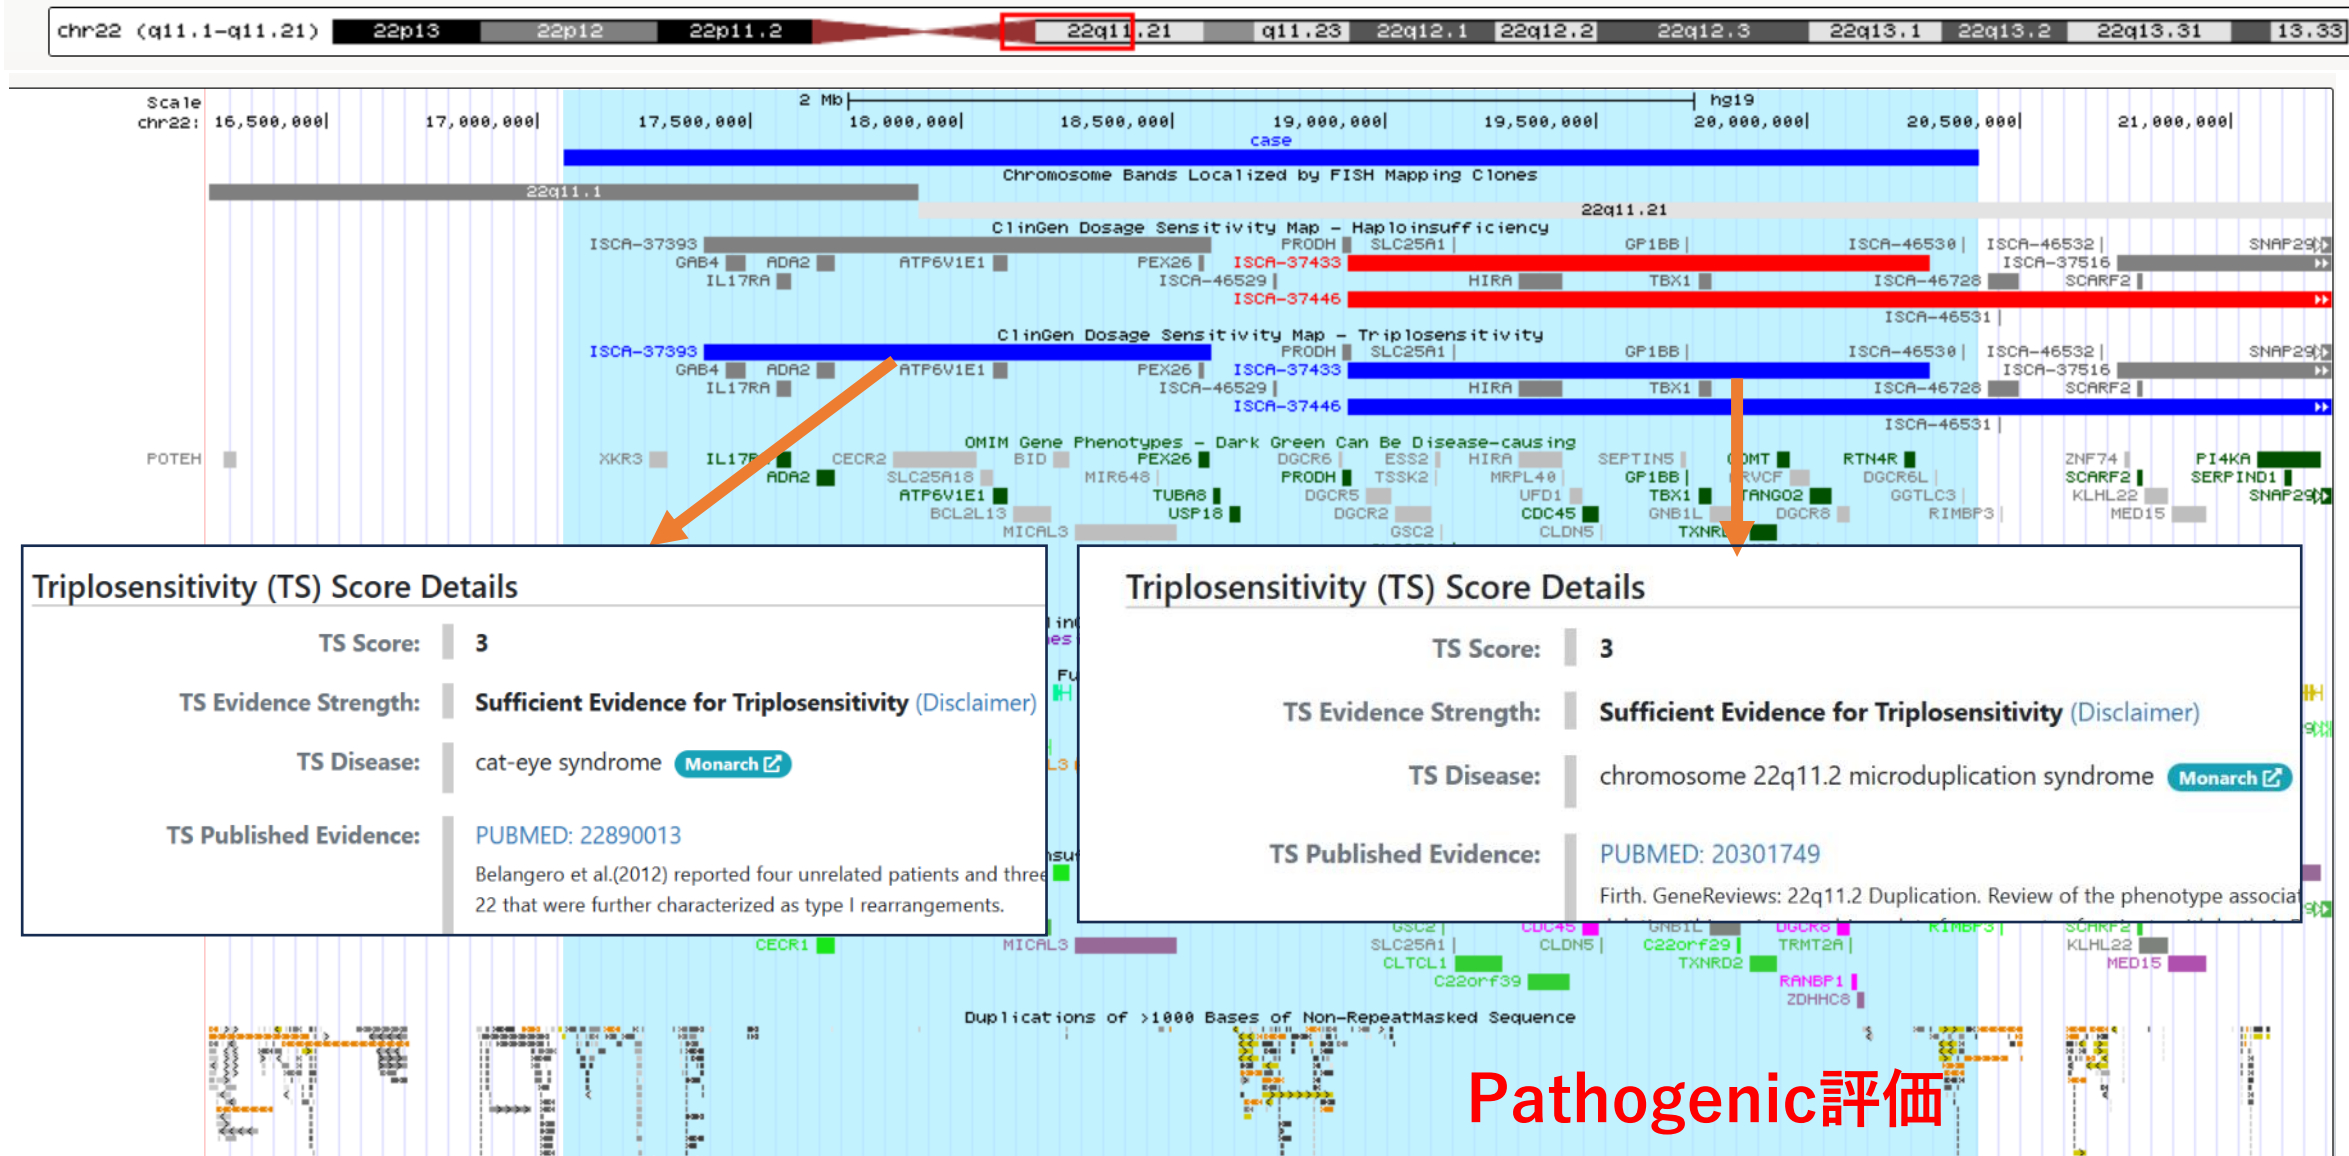 chr22 (q11.1-q11.21) 22p13 22p12 22p11.2 22q11.21 q11.23 22q12.1 22q12.2 22q12.3 22q13.1 22q13.2 22q13.31 13.33
Scale 2 Mb hg19
chr22: 16,500,000| 17,000,000| 17,500,000| 18,000,000| 18,500,000| 19,000,000| 19,500,000| 20,000,000| 20,500,000| 21,000,000|
case
Chromosome Bands Localized by FISH Mapping Clones
22q11.1
22q11.21
ClinGen Dosage Sensitivity Map - Haploinsufficiency
ISCA-37393 PRODH SLC25A1 GP1BB ISCA-46530 ISCA-46532 SNAP29
GAB4 ADA2 ATP6V1E1 PEX26 ISCA-37433 ISCA-37516
IL17RA ISCA-46529 HIRA TBX1 ISCA-46728 SCARF2
ISCA-37446
ISCA-46531
ClinGen Dosage Sensitivity Map - Triplosensitivity
ISCA-37393 PRODH SLC25A1 GP1BB ISCA-46530 ISCA-46532 SNAP29
GAB4 ADA2 ATP6V1E1 PEX26 ISCA-37433 ISCA-37516
IL17RA ISCA-46529 HIRA TBX1 ISCA-46728 SCARF2
ISCA-37446
ISCA-46531
OMIM Gene Phenotypes - Dark Green Can Be Disease-causing
POTEH XKR3 IL17R CECR2 BID PEX26 DGCR6 ESS2 HIRA SEPTIN5 COMT RTN4R ZNF74 PI4KA
ADA2 SLC25A18 MIR648 PRODH TSSK2 MRPL40 GP1BB ARVCF DGCR6L SCARF2 SERPIND1
ATP6V1E1 TUBA8 DGCR5 UFD1 TBX1 TANGO2 GGTLC3 KLHL22 SNAP29
BCL2L13 USP18 DGCR2 CDC45 GNB1L DGCR8 RIMBP3 MED15
MICAL3 GSC2 CLDN5 TXNR
Triplosensitivity (TS) Score Details
TS Score: 3
TS Evidence Strength: Sufficient Evidence for Triplosensitivity (Disclaimer)
TS Disease: cat-eye syndrome Monarch
TS Published Evidence: PUBMED: 22890013
Belangero et al.(2012) reported four unrelated patients and three
22 that were further characterized as type I rearrangements.
Triplosensitivity (TS) Score Details
TS Score: 3
TS Evidence Strength: Sufficient Evidence for Triplosensitivity (Disclaimer)
TS Disease: chromosome 22q11.2 microduplication syndrome Monarch
TS Published Evidence: PUBMED: 20301749
Firth. GeneReviews: 22q11.2 Duplication. Review of the phenotype associat
GSC2 CDC45 GNB1L DGCR8 RIMBP3 SCARF2
CECR1 MICAL3 SLC25A1 CLDN5 C22orf29 TRMT2A KLHL22
CLTCL1 TXNRD2 MED15
C22orf39 RANBP1
ZDHHC8
Duplications of >1000 Bases of Non-RepeatMasked Sequence
Pathogenic評価